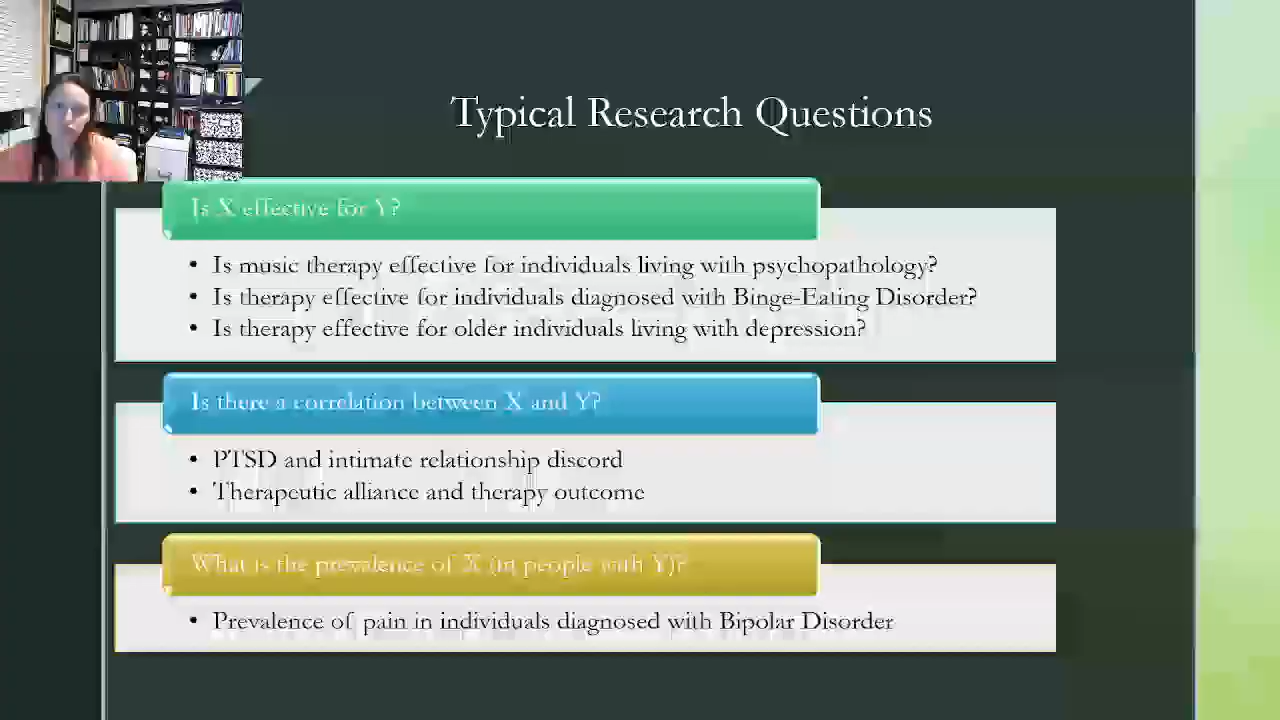 Typical Research Questions
Is X effective for Y?
• Is music therapy effective for individuals living with psychopathology?
• Is therapy effective for individuals diagnosed with Binge-Eating Disorder?
• Is therapy effective for older individuals living with depression?
Is there a correlation between X and Y?
• PTSD and intimate relationship discord
• Therapeutic alliance and therapy outcome
What is the prevalence of X (in people with Y)?
• Prevalence of pain in individuals diagnosed with Bipolar Disorder